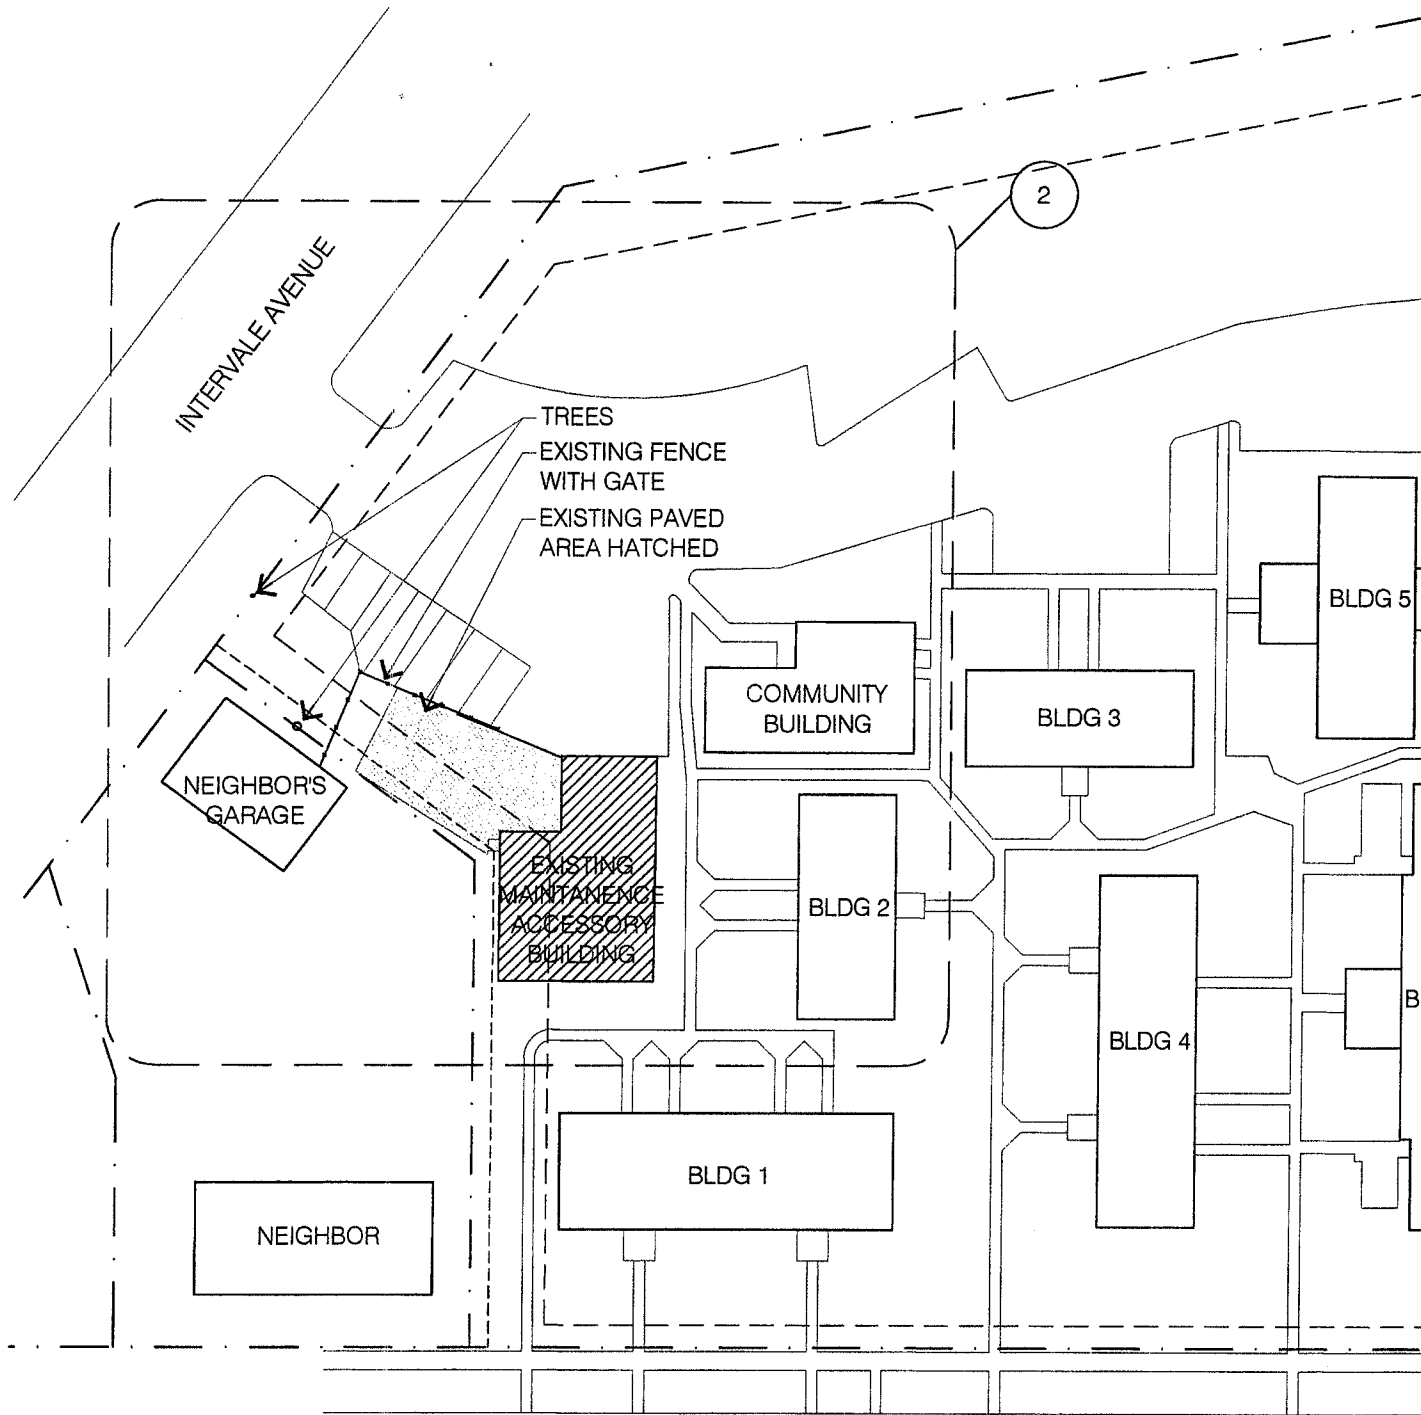 2
INTERVALE AVENUE
TREES
EXISTING FENCE
WITH GATE
EXISTING PAVED
AREA HATCHED
BLDG 5
COMMUNITY
BUILDING
BLDG 3
NEIGHBOR'S
GARAGE
EXISTING
MAINTANENCE
ACCESSORY
BUILDING
BLDG 2
B
BLDG 4
BLDG 1
NEIGHBOR